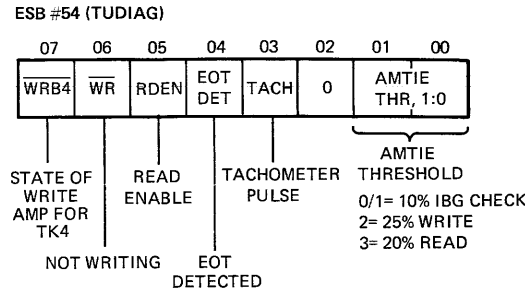 ESB #54 (TUDIAG)
07 06 05 04 03 02 01 00
WRB4 WR RDEN EOT DET TACH 0 AMTIE THR, 1:0
AMTIE
THRESHOLD
0/1= 10% IBG CHECK
2= 25% WRITE
3= 20% READ
STATE OF
WRITE
AMP FOR
TK4
READ
ENABLE
TACHOMETER
PULSE
NOT WRITING
EOT
DETECTED